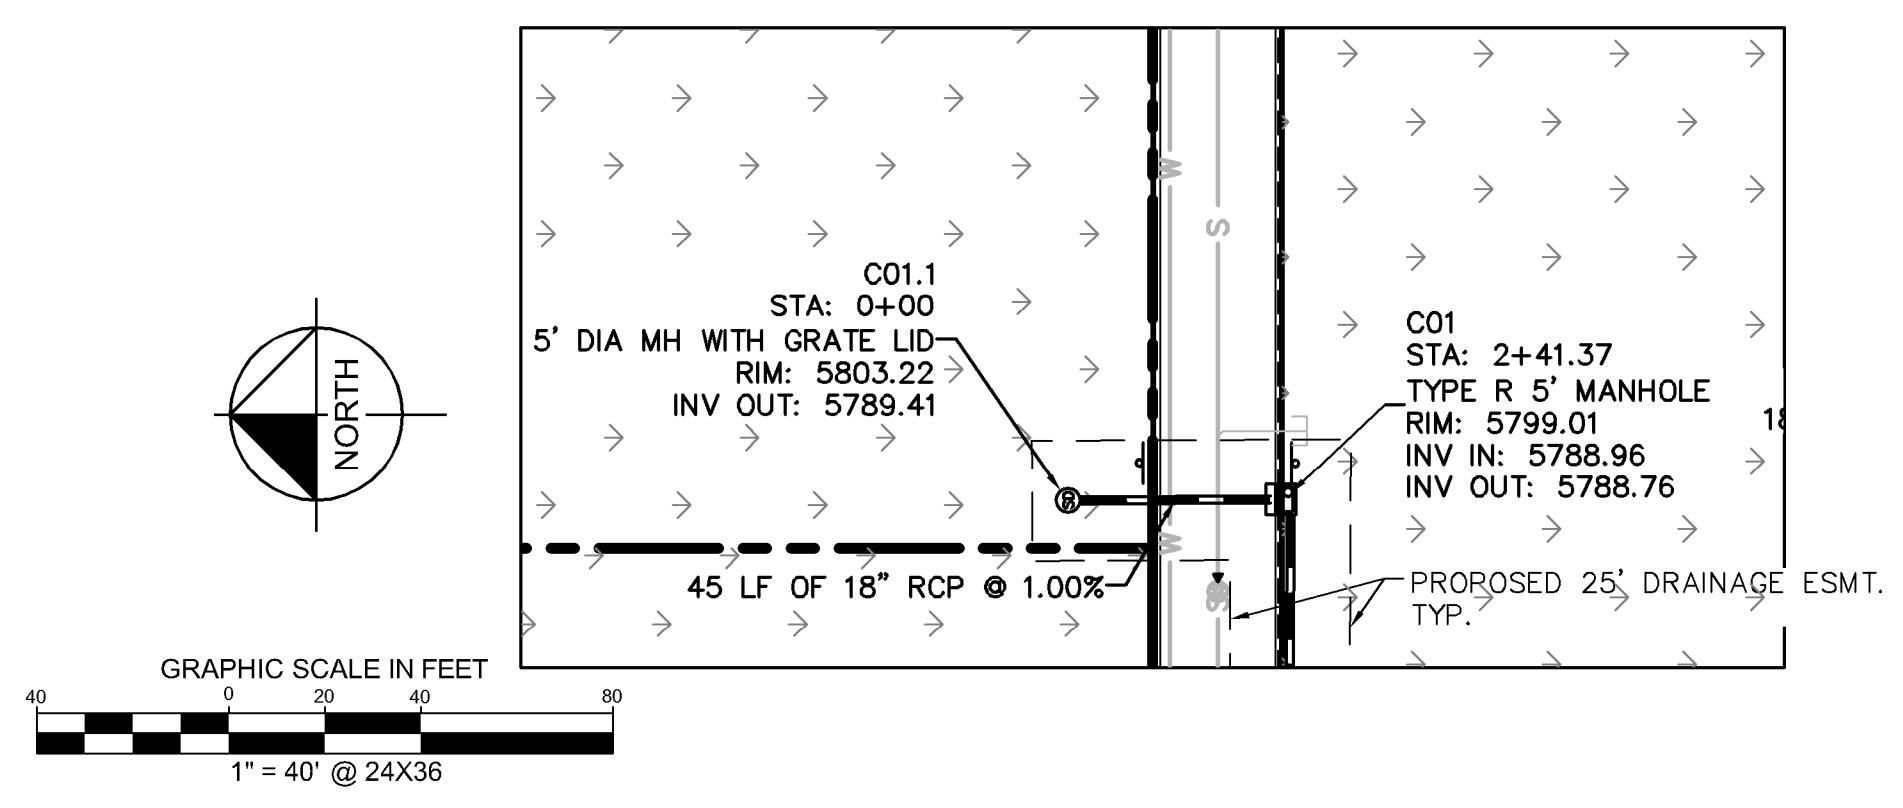 W
S
C01.1
STA: 0+00
5' DIA MH WITH GRATE LID
RIM: 5803.22
INV OUT: 5789.41
C01
STA: 2+41.37
TYPE R 5' MANHOLE
RIM: 5799.01
INV IN: 5788.96
INV OUT: 5788.76
18
NORTH
SD
W
45 LF OF 18" RCP @ 1.00%
PROPOSED 25' DRAINAGE ESMT.
TYP.
GRAPHIC SCALE IN FEET
40 0 20 40 80
1" = 40' @ 24X36